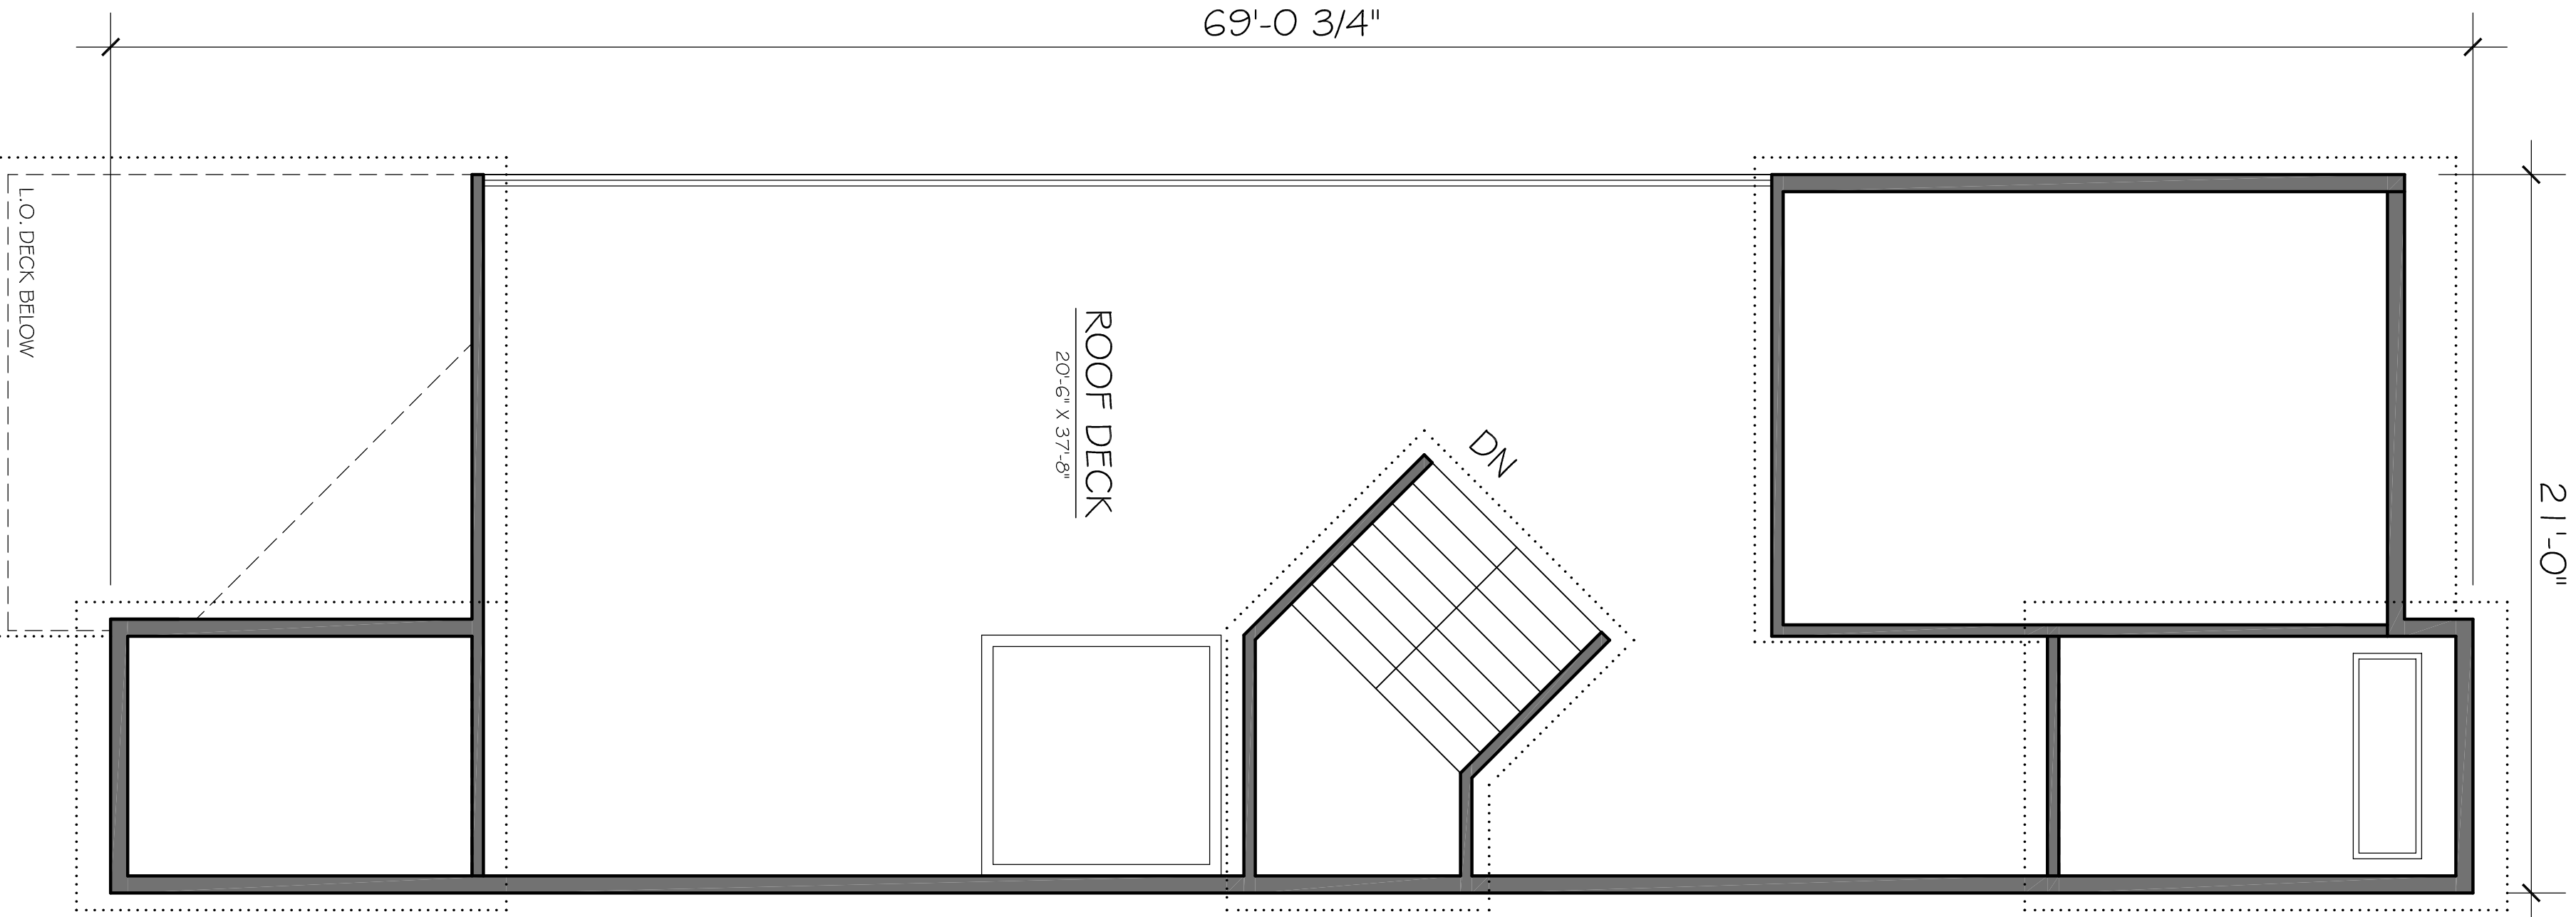 69'-0 3/4"
21'-0"
L.O. DECK BELOW
ROOF DECK
20'-6" X 37'-8"
DN